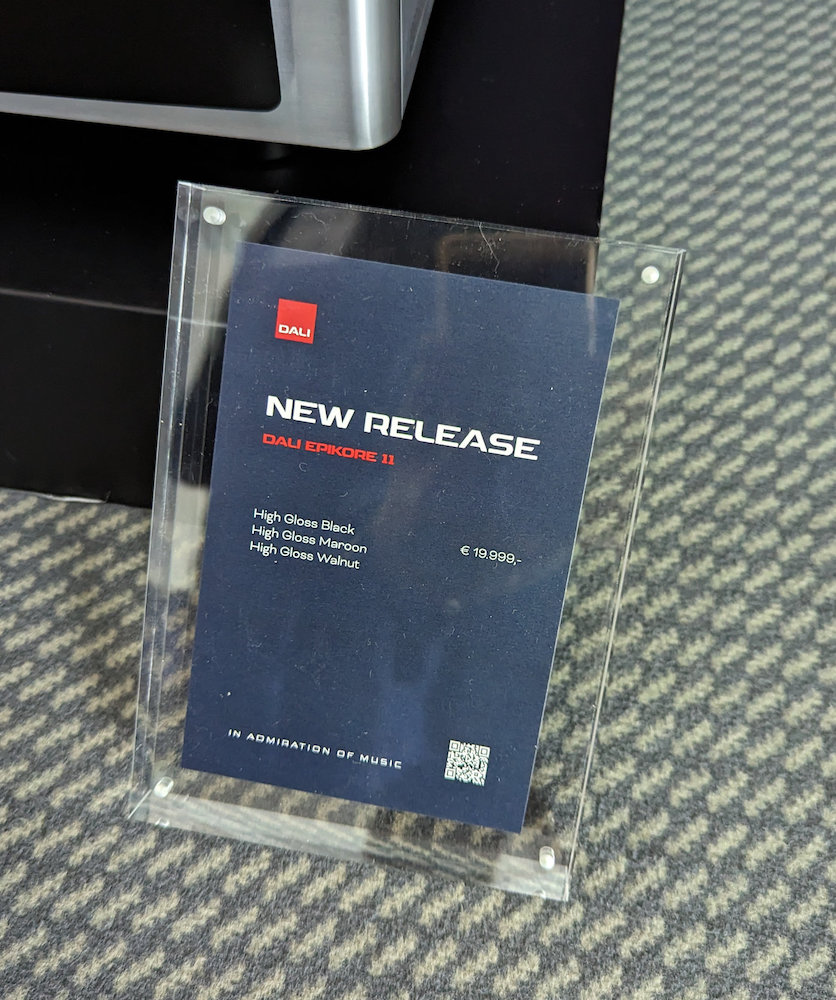 DALI
NEW RELEASE
DALI EPIKORE 11
High Gloss Black
High Gloss Maroon
High Gloss Walnut
€ 19.999,-
IN ADMIRATION OF MUSIC